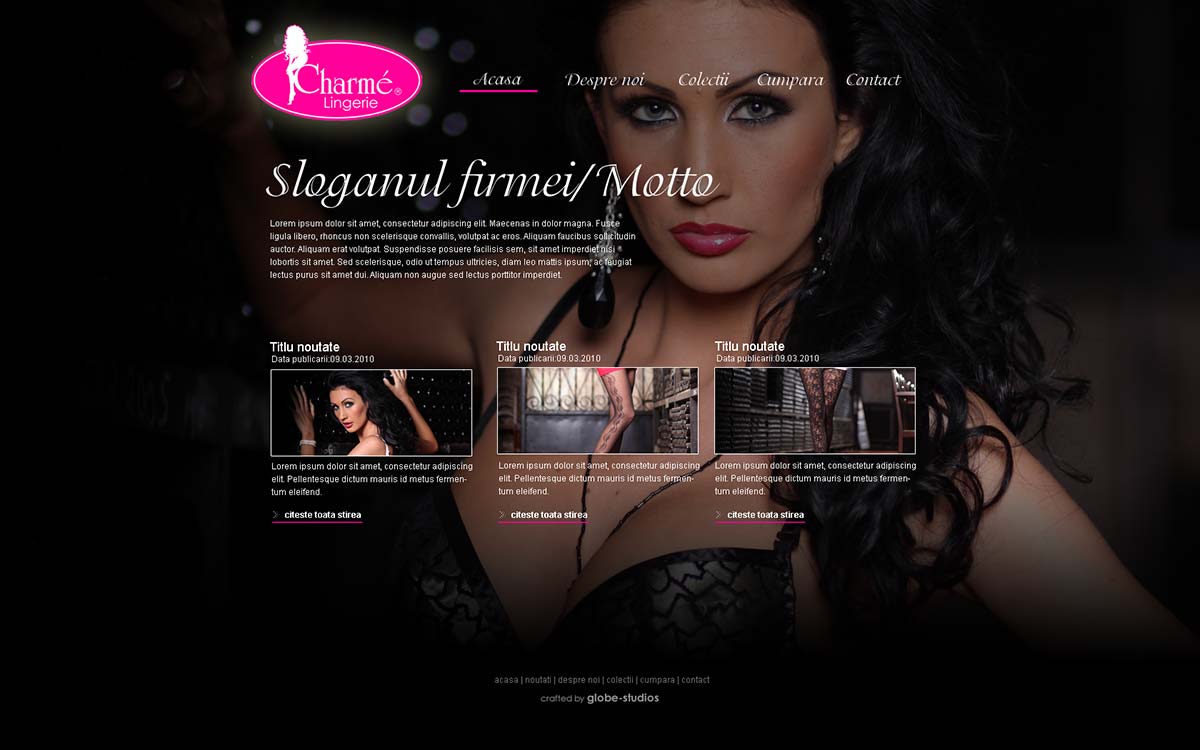 Charmé®
Lingerie
Acasa Despre noi Colectii Cumpara Contact
Sloganul firmei/Motto
Lorem ipsum dolor sit amet, consectetur adipiscing elit. Maecenas in dolor magna. Fusce
ligula libero, rhoncus non scelerisque convallis, volutpat ac eros. Aliquam faucibus sollicitudin
auctor. Aliquam erat volutpat. Suspendisse posuere facilisis sem, sit amet imperdiet nisi
lobortis sit amet. Sed scelerisque, odio ut tempus ultricies, diam leo mattis ipsum, ac feugiat
lectus purus sit amet dui. Aliquam non augue sed lectus porttitor imperdiet.
Titlu noutate
Data publicarii:09.03.2010
Lorem ipsum dolor sit amet, consectetur adipiscing
elit. Pellentesque dictum mauris id metus fermen-
tum eleifend.
citeste toata stirea
Titlu noutate
Data publicarii:09.03.2010
Lorem ipsum dolor sit amet, consectetur adipiscing
elit. Pellentesque dictum mauris id metus fermen-
tum eleifend.
citeste toata stirea
Titlu noutate
Data publicarii:09.03.2010
Lorem ipsum dolor sit amet, consectetur adipiscing
elit. Pellentesque dictum mauris id metus fermen-
tum eleifend.
citeste toata stirea
acasa | noutati | despre noi | colectii | cumpara | contact
crafted by globe-studios